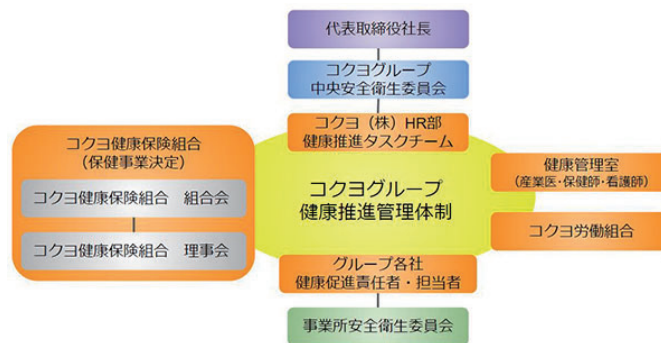 代表取締役社長
コクヨグループ
中央安全衛生委員会
コクヨ（株）HR部
健康推進タスクチーム
コクヨ健康保険組合
（保健事業決定）
コクヨ健康保険組合　組合会
コクヨ健康保険組合　理事会
コクヨグループ
健康推進管理体制
健康管理室
（産業医・保健師・看護師）
コクヨ労働組合
グループ各社
健康促進責任者・担当者
事業所安全衛生委員会